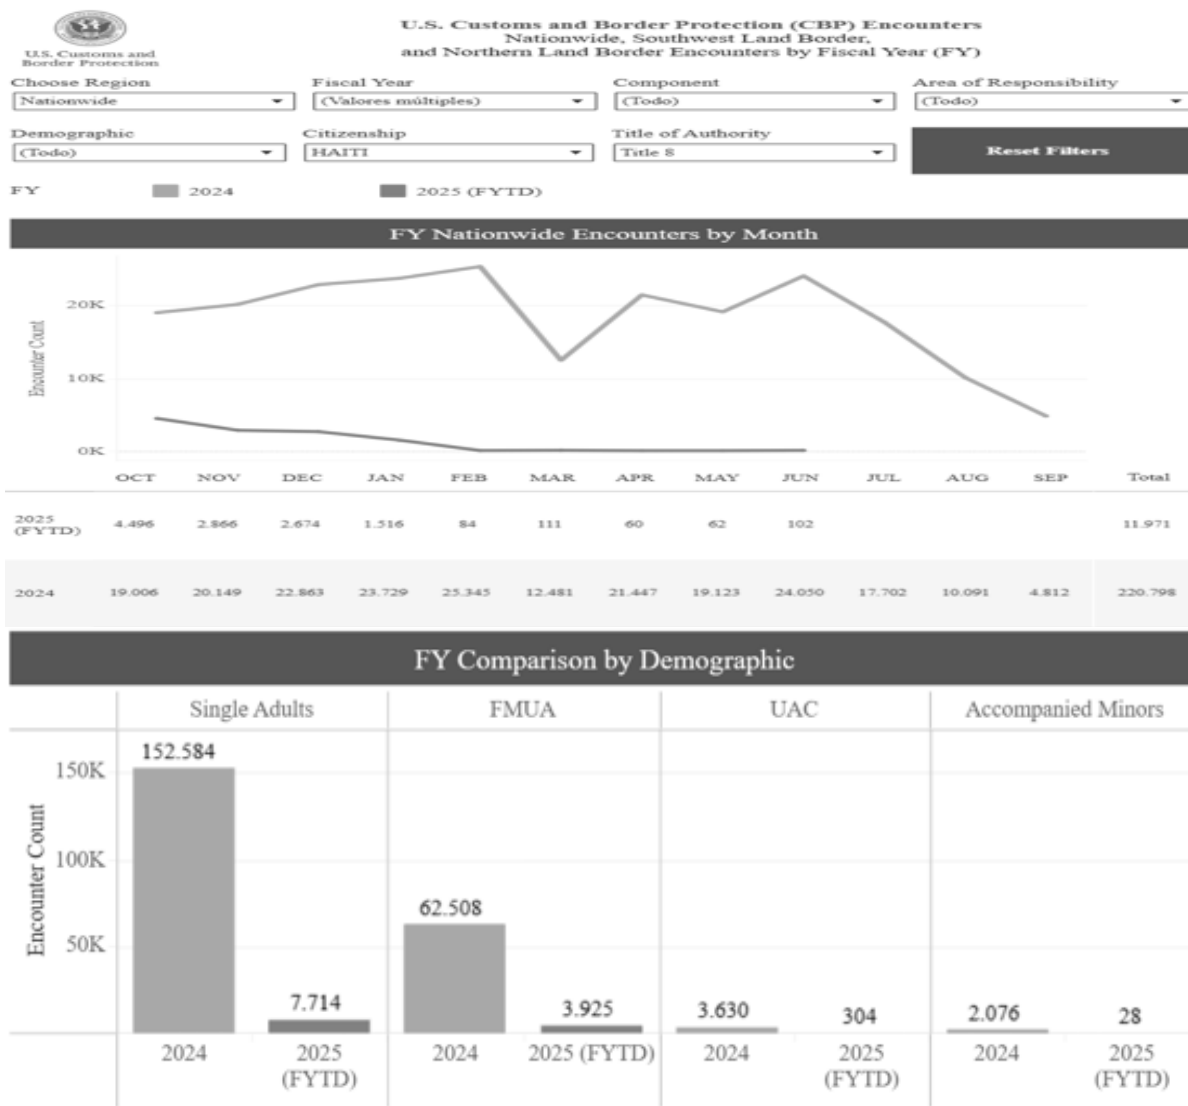 U.S. Customs and
Border Protection
U.S. Customs and Border Protection (CBP) Encounters
Nationwide, Southwest Land Border,
and Northern Land Border Encounters by Fiscal Year (FY)
Choose Region Fiscal Year Component Area of Responsibility
Nationwide (Valores múltiples) (Todo) (Todo)
Demographic Citizenship Title of Authority
(Todo) HAITI Title 8 Reset Filters
FY 2024 2025 (FYTD)
FY Nationwide Encounters by Month
Encounter Count
20K
10K
0K
OCT NOV DEC JAN FEB MAR APR MAY JUN JUL AUG SEP Total
2025
(FYTD) 4.496 2.866 2.674 1.516 84 111 60 62 102 11.971
2024 19.006 20.149 22.863 23.729 25.345 12.481 21.447 19.123 24.050 17.702 10.091 4.812 220.798
FY Comparison by Demographic
Single Adults FMUA UAC Accompanied Minors
Encounter Count
150K
100K
50K
152.584
7.714
62.508
3.925
3.630
304
2.076
28
2024 2025 2024 2025 (FYTD) 2024 2025 2024 2025
(FYTD) (FYTD) (FYTD)